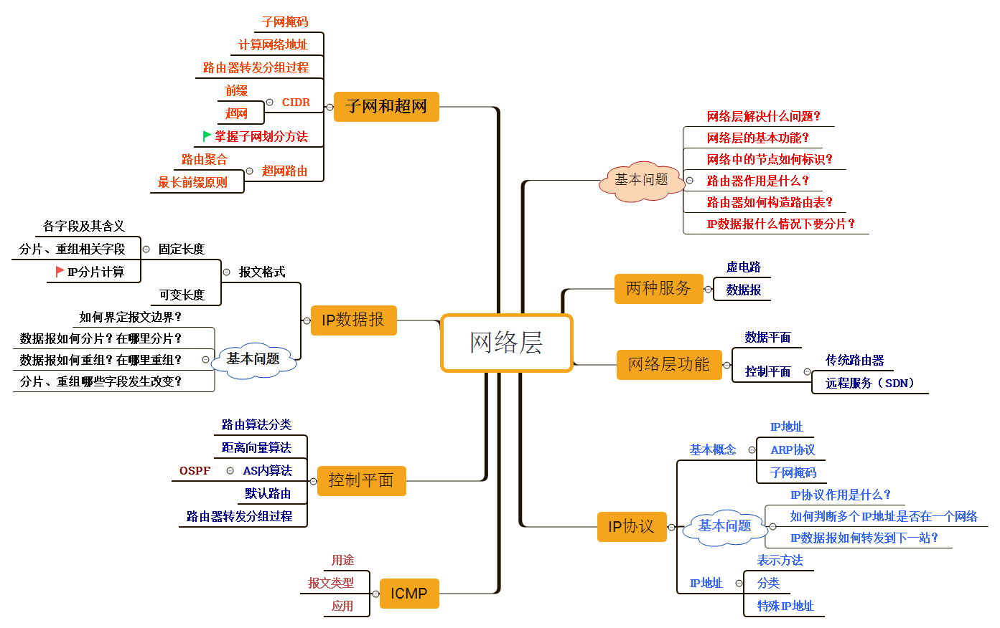 网络层
基本问题
网络层解决什么问题？
网络层的基本功能？
网络中的节点如何标识？
路由器作用是什么？
路由器如何构造路由表？
IP数据报什么情况下要分片？
两种服务
虚电路
数据报
网络层功能
数据平面
控制平面
传统路由器
远程服务（SDN）
IP协议
基本概念
IP地址
ARP协议
子网掩码
基本问题
IP协议作用是什么？
如何判断多个IP地址是否在一个网络
IP数据报如何转发到下一站？
IP地址
表示方法
分类
特殊IP地址
子网和超网
子网掩码
计算网络地址
路由器转发分组过程
CIDR
前缀
超网
掌握子网划分方法
超网路由
路由聚合
最长前缀原则
IP数据报
报文格式
固定长度
各字段及其含义
分片、重组相关字段
IP分片计算
可变长度
基本问题
如何界定报文边界？
数据报如何分片？在哪里分片？
数据报如何重组？在哪里重组？
分片、重组哪些字段发生改变？
控制平面
路由算法分类
距离向量算法
AS内算法
OSPF
默认路由
路由器转发分组过程
ICMP
用途
报文类型
应用